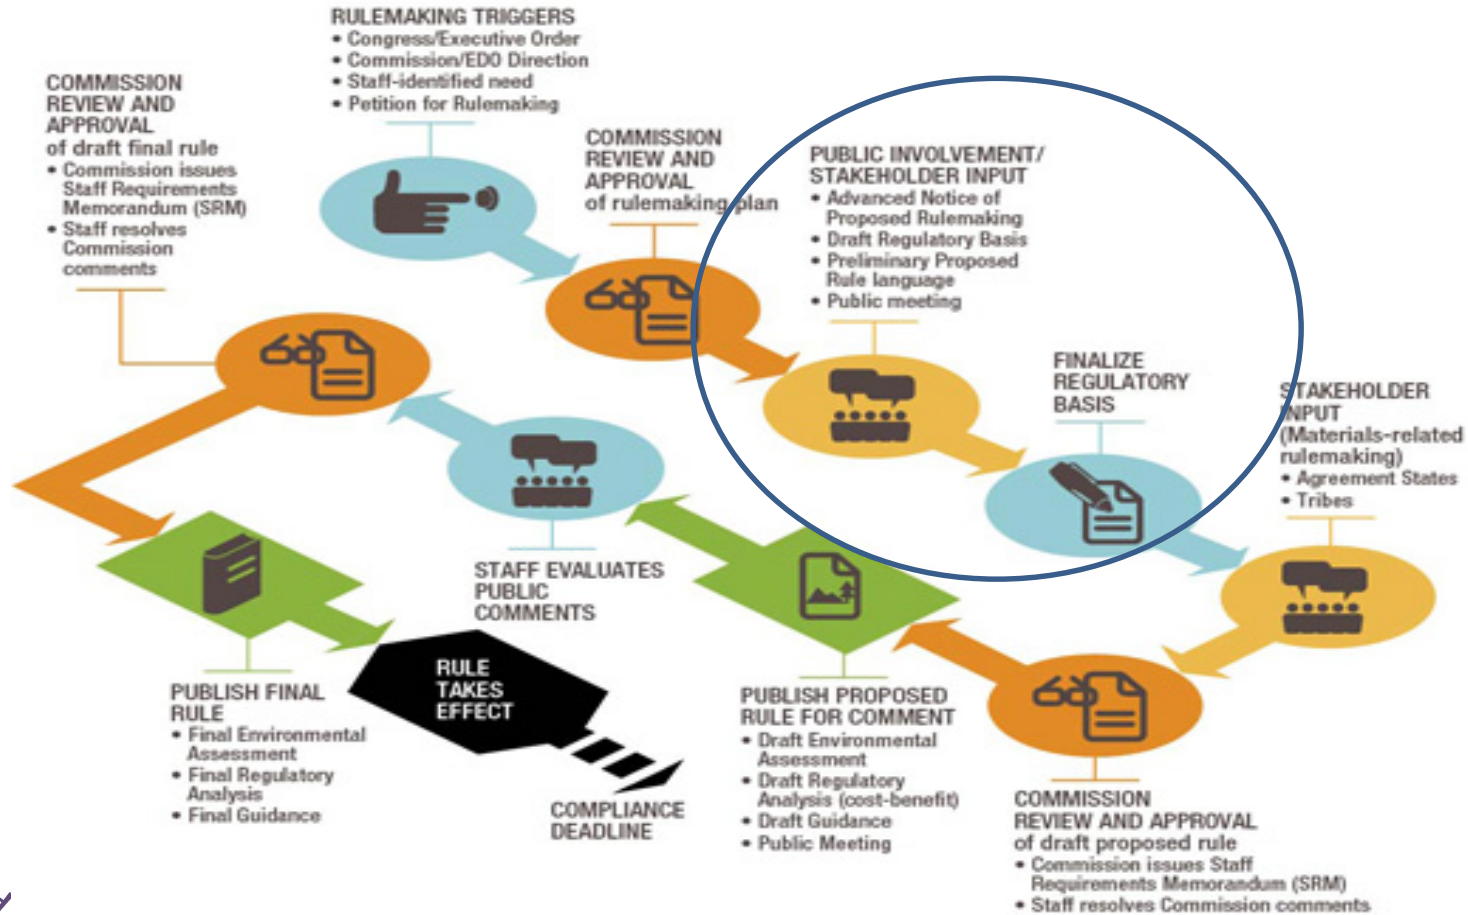 RULEMAKING TRIGGERS
• Congress/Executive Order
• Commission/EDO Direction
• Staff-identified need
• Petition for Rulemaking
COMMISSION
REVIEW AND
APPROVAL
of rulemaking plan
PUBLIC INVOLVEMENT/
STAKEHOLDER INPUT
• Advanced Notice of
Proposed Rulemaking
• Draft Regulatory Basis
• Preliminary Proposed
Rule language
• Public meeting
FINALIZE
REGULATORY
BASIS
STAKEHOLDER
INPUT
(Materials-related
rulemaking)
• Agreement States
• Tribes
COMMISSION
REVIEW AND APPROVAL
of draft proposed rule
• Commission issues Staff
Requirements Memorandum (SRM)
• Staff resolves Commission comments
PUBLISH PROPOSED
RULE FOR COMMENT
• Draft Environmental
Assessment
• Draft Regulatory
Analysis (cost-benefit)
• Draft Guidance
• Public Meeting
STAFF EVALUATES
PUBLIC
COMMENTS
COMMISSION
REVIEW AND
APPROVAL
of draft final rule
• Commission issues
Staff Requirements
Memorandum (SRM)
• Staff resolves
Commission
comments
PUBLISH FINAL
RULE
• Final Environmental
Assessment
• Final Regulatory
Analysis
• Final Guidance
RULE
TAKES
EFFECT
COMPLIANCE
DEADLINE